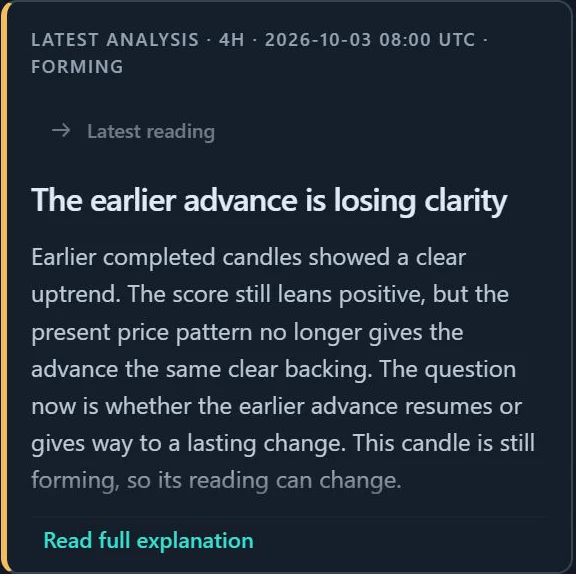 LATEST ANALYSIS · 4H · 2026-10-03 08:00 UTC ·
FORMING
→ Latest reading
The earlier advance is losing clarity
Earlier completed candles showed a clear
uptrend. The score still leans positive, but the
present price pattern no longer gives the
advance the same clear backing. The question
now is whether the earlier advance resumes or
gives way to a lasting change. This candle is still
forming, so its reading can change.
Read full explanation